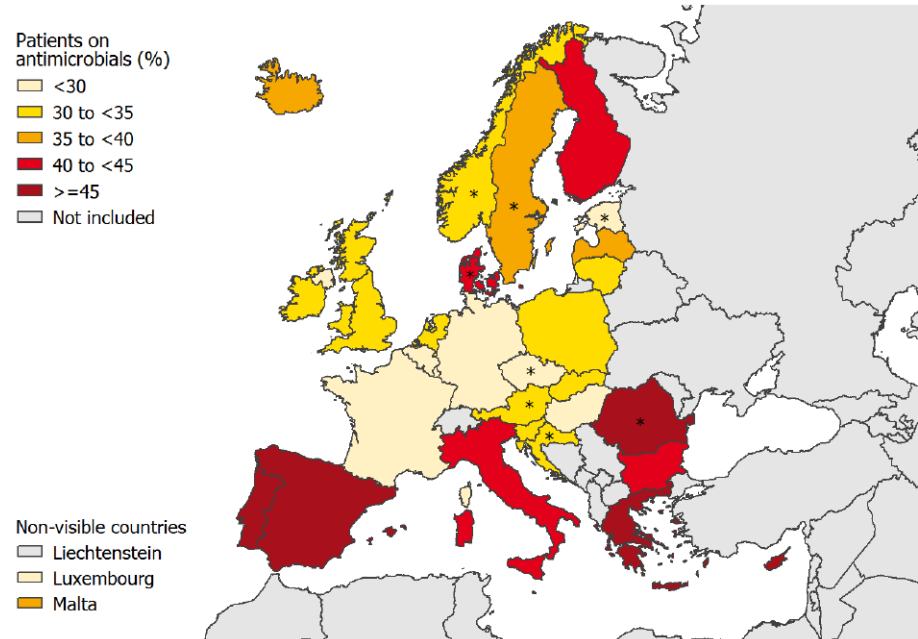 Patients on
antimicrobials (%)
<30
30 to <35
35 to <40
40 to <45
>=45
Not included
*
*
*
*
*
*
*
*
Non-visible countries
Liechtenstein
Luxembourg
Malta